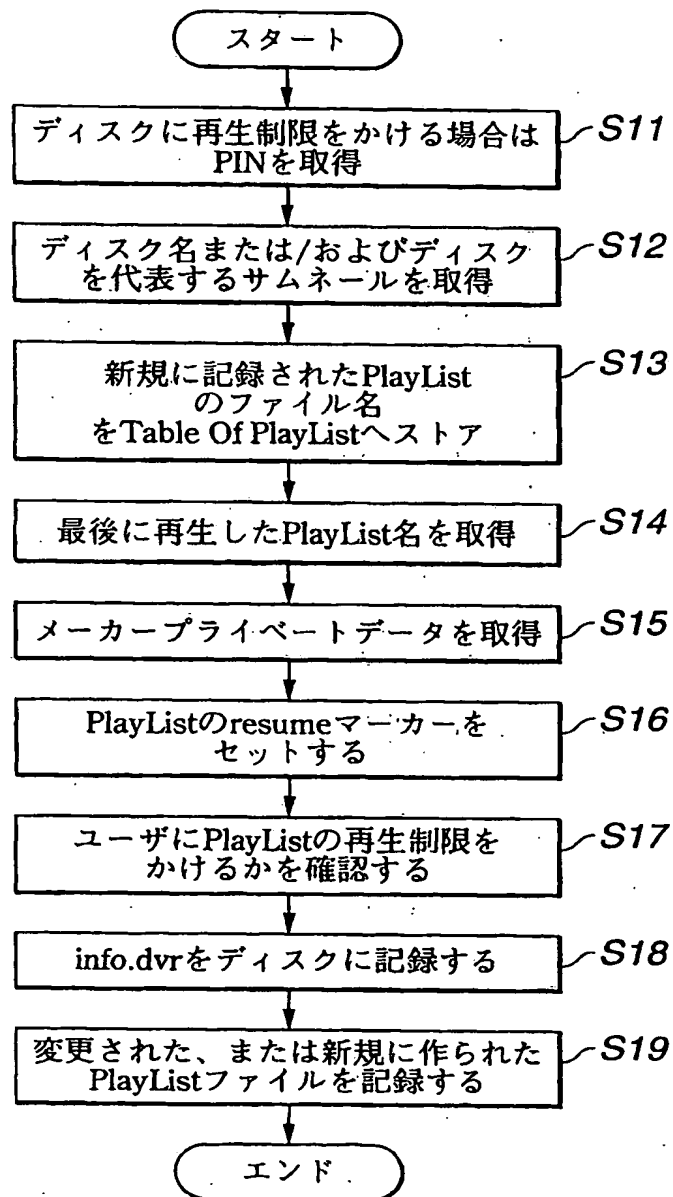 スタート
ディスクに再生制限をかける場合は
PINを取得
S11
ディスク名または/およびディスク
を代表するサムネールを取得
S12
新規に記録されたPlayList
のファイル名
をTable Of PlayListへストア
S13
最後に再生したPlayList名を取得
S14
メーカープライベートデータを取得
S15
PlayListのresumeマーカーを
セットする
S16
ユーザにPlayListの再生制限を
かけるかを確認する
S17
info.dvrをディスクに記録する
S18
変更された、または新規に作られた
PlayListファイルを記録する
S19
エンド